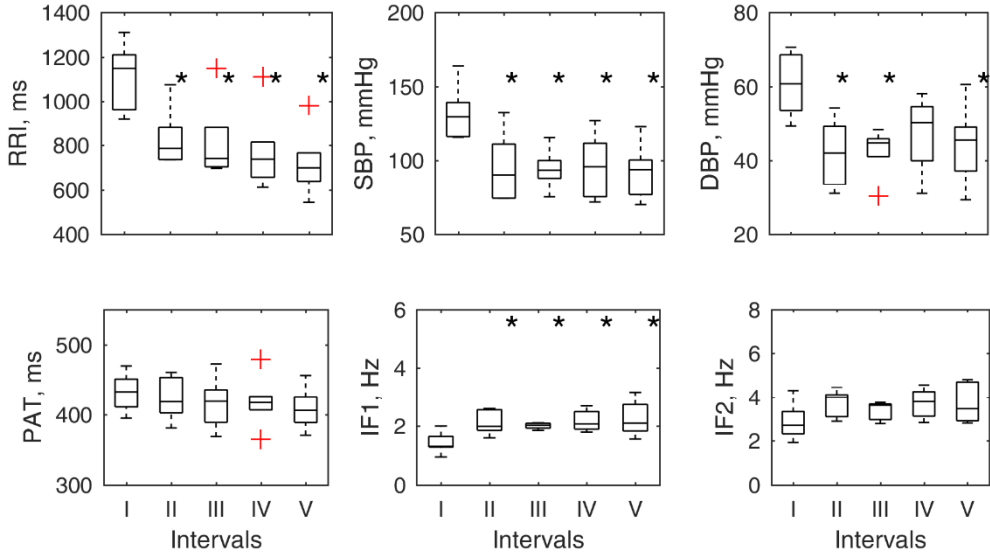 RRI, ms
1400
1200
1000
800
600
400
* * * *
SBP, mmHg
200
150
100
50
* * * *
DBP, mmHg
80
60
40
20
* * *
PAT, ms
500
400
300
I II III IV V
Intervals
IF1, Hz
6
4
2
0
* * * *
I II III IV V
Intervals
IF2, Hz
8
6
4
2
0
I II III IV V
Intervals